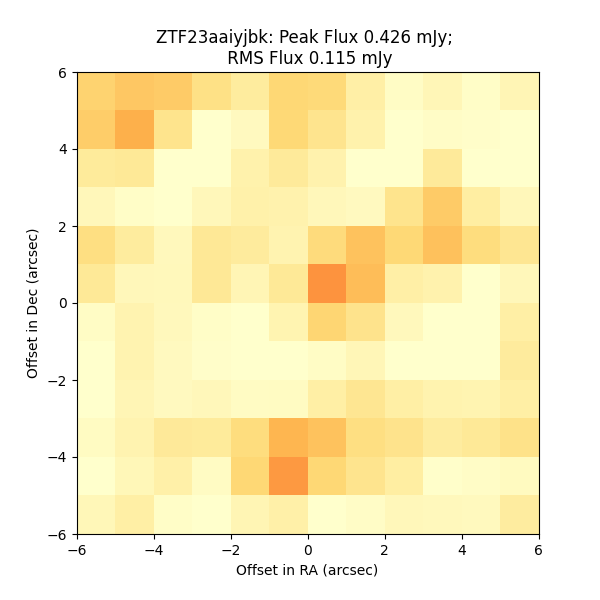 ZTF23aaiyjbk: Peak Flux 0.426 mJy;
RMS Flux 0.115 mJy
6
4
2
0
−2
−4
−6
Offset in Dec (arcsec)
−6 −4 −2 0 2 4 6
Offset in RA (arcsec)